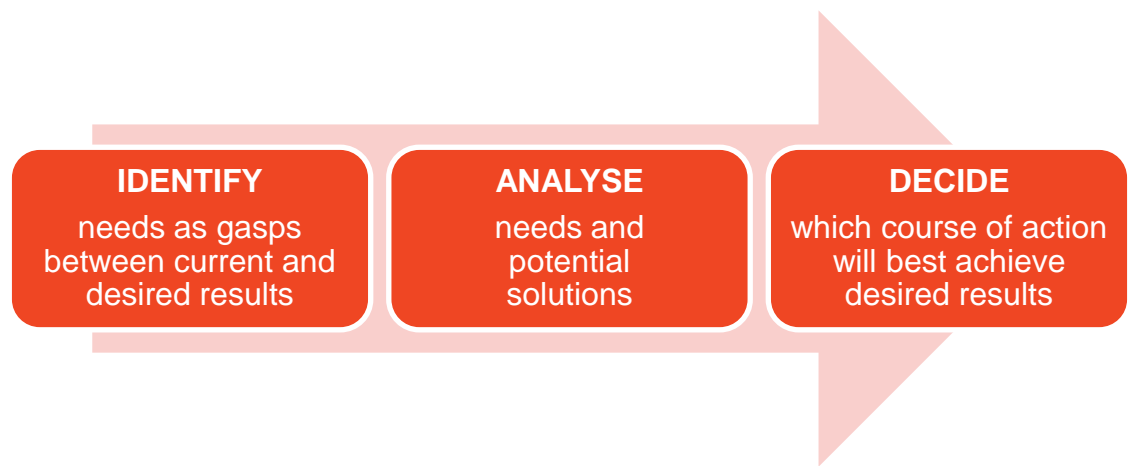 IDENTIFY
needs as gasps
between current and
desired results
ANALYSE
needs and
potential
solutions
DECIDE
which course of action
will best achieve
desired results